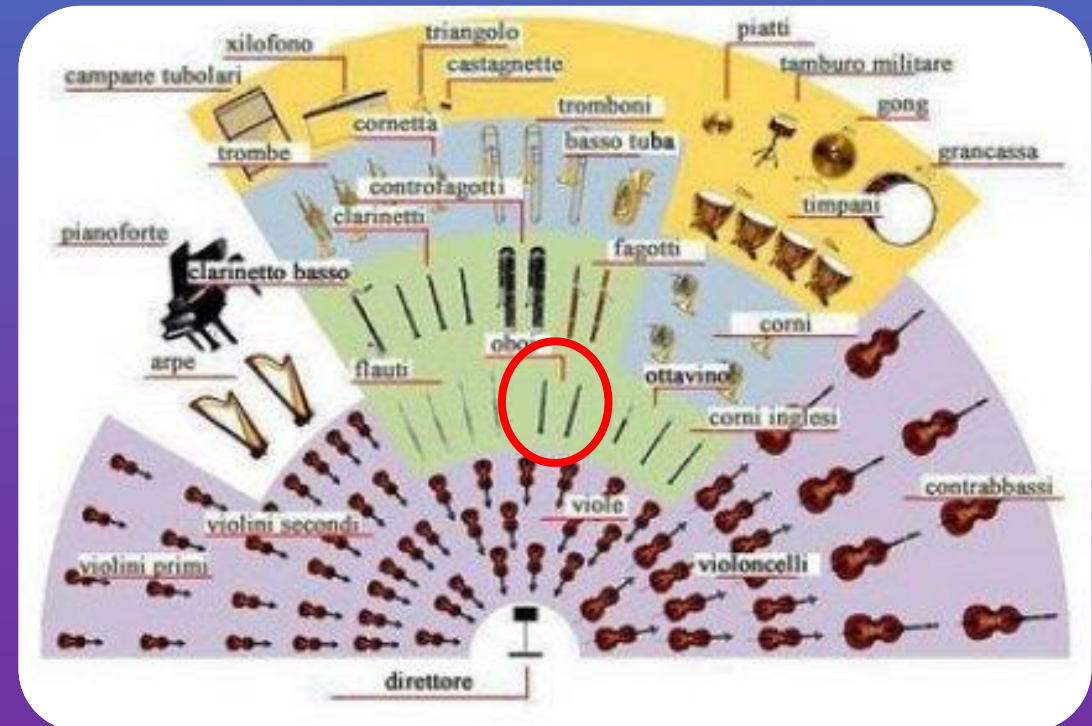 triangolo
piatti
xilofono
castagnette
tamburo militare
campane tubolari
tromboni
gong
cornetta
basso tuba
trombe
grancassa
controfagotti
timpani
clarinetti
pianoforte
fagotti
clarinetto basso
corni
arpe
flauti
ottavino
corni inglesi
contrabbassi
viole
violini secondi
violini primi
violoncelli
direttore